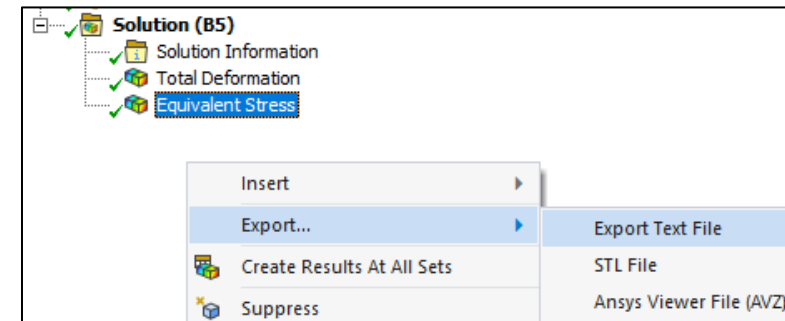 Solution (B5)
Solution Information
Total Deformation
Equivalent Stress
Insert
Export...
Export Text File
Create Results At All Sets
STL File
Suppress
Ansys Viewer File (AVZ)